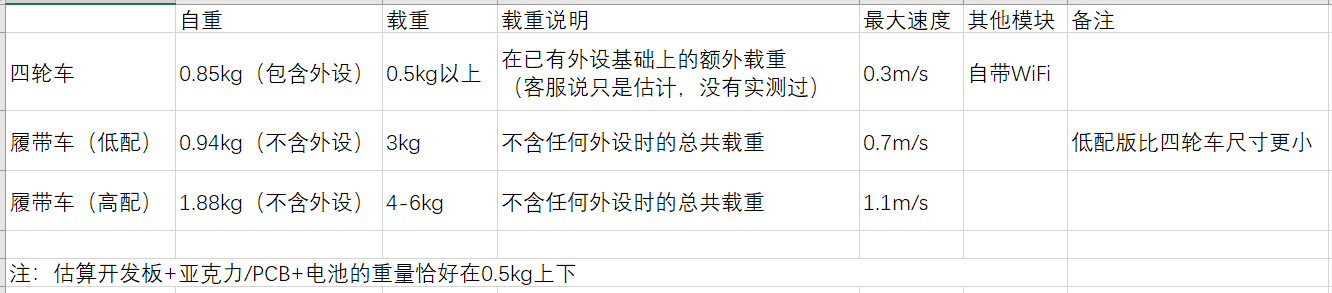 自重 载重 载重说明 最大速度 其他模块 备注
四轮车 0.85kg（包含外设） 0.5kg以上 在已有外设基础上的额外载重 0.3m/s 自带WiFi
（客服说只是估计，没有实测过）
履带车（低配） 0.94kg（不含外设） 3kg 不含任何外设时的总共载重 0.7m/s 低配版比四轮车尺寸更小
履带车（高配） 1.88kg（不含外设） 4-6kg 不含任何外设时的总共载重 1.1m/s
注：估算开发板+亚克力/PCB+电池的重量恰好在0.5kg上下